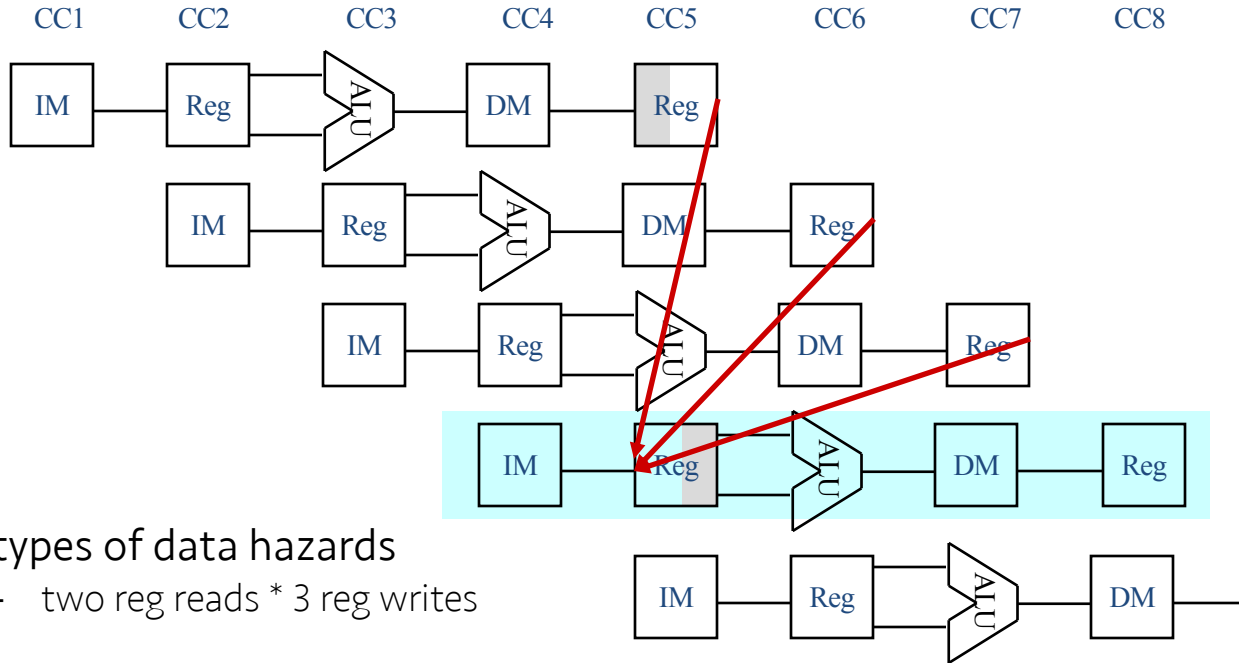 CC1 CC2 CC3 CC4 CC5 CC6 CC7 CC8
IM Reg ALU DM Reg
IM Reg ALU DM Reg
IM Reg ALU DM Reg
IM Reg ALU DM Reg
types of data hazards
- two reg reads * 3 reg writes
IM Reg ALU DM